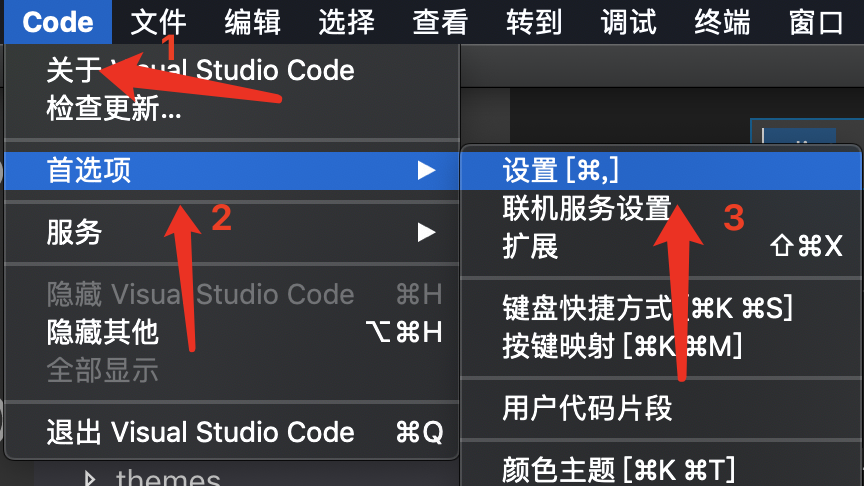 Code 文件 编辑 选择 查看 转到 调试 终端 窗口
1
关于 Visual Studio Code
检查更新...
首选项
2
服务
隐藏 Visual Studio Code ⌘H
隐藏其他 ⌥⌘H
全部显示
退出 Visual Studio Code ⌘Q
themes
设置 [⌘,]
联机服务设置
3
扩展 ⇧⌘X
键盘快捷方式 [⌘K ⌘S]
按键映射 [⌘K ⌘M]
用户代码片段
颜色主题 [⌘K ⌘T]